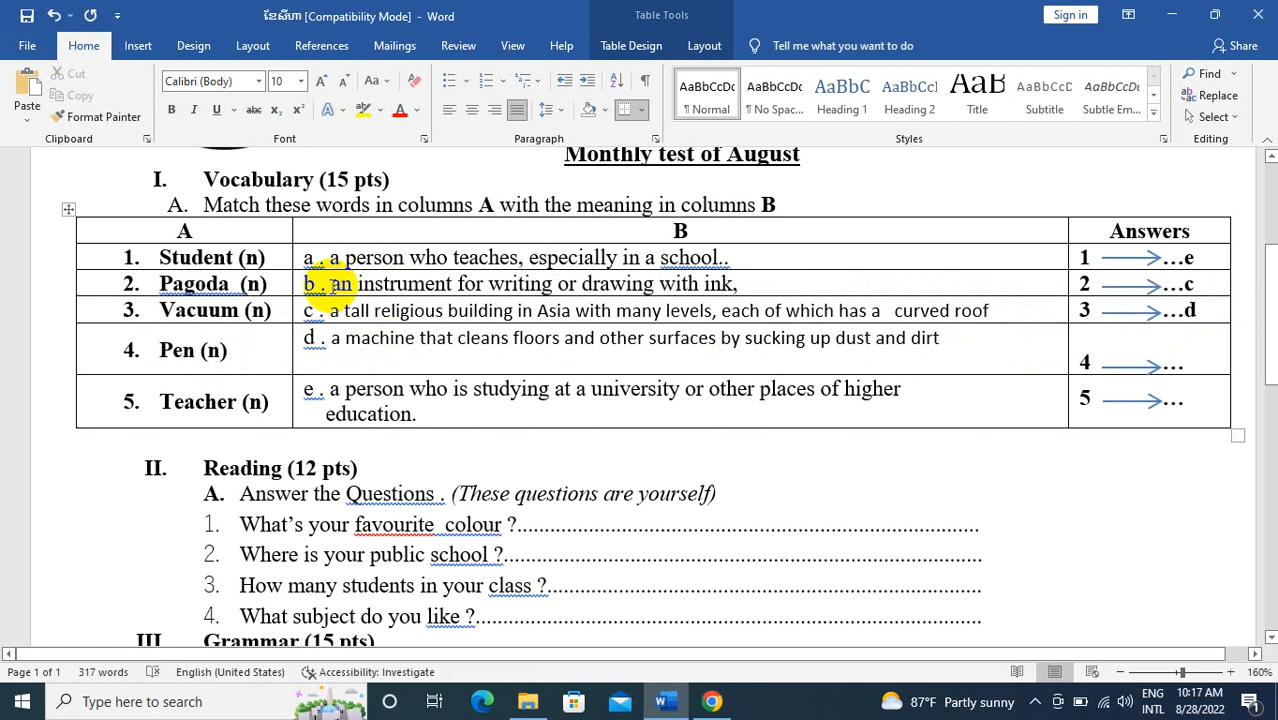 ខែសីហា [Compatibility Mode] - Word
Table Tools
Sign in
File Home Insert Design Layout References Mailings Review View Help Table Design Layout Tell me what you want to do Share
Paste
Cut
Copy
Format Painter
Clipboard
Calibri (Body) 10
Font
Paragraph
AaBbCcDc AaBbCcDc AaBbC AaBbCcI AaB AaBbCcD AaBbCcDc
¶ Normal ¶ No Spac... Heading 1 Heading 2 Title Subtitle Subtle Em...
Styles
Find
Replace
Select
Editing
Monthly test of August
I. Vocabulary (15 pts)
A. Match these words in columns A with the meaning in columns B
A B Answers
1. Student (n) a . a person who teaches, especially in a school.. 1 …e
2. Pagoda (n) b . an instrument for writing or drawing with ink, 2 …c
3. Vacuum (n) c . a tall religious building in Asia with many levels, each of which has a curved roof 3 …d
4. Pen (n) d . a machine that cleans floors and other surfaces by sucking up dust and dirt 4 …
5. Teacher (n) e . a person who is studying at a university or other places of higher 5 …
education.
II. Reading (12 pts)
A. Answer the Questions . (These questions are yourself)
1. What’s your favourite colour ?..........................................................................
2. Where is your public school ?............................................................................
3. How many students in your class ?......................................................................
4. What subject do you like ?................................................................................
III Grammar (15 pts)
Page 1 of 1 317 words English (United States) Accessibility: Investigate 160%
Type here to search 87°F Partly sunny ENG INTL 10:17 AM 8/28/2022